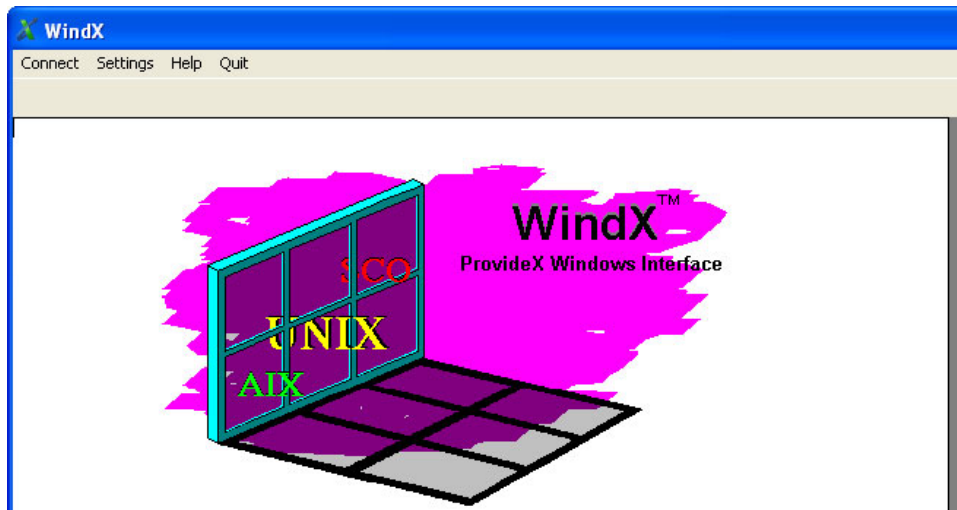 WindX
Connect Settings Help Quit
WindX™
ProvideX Windows Interface
SCO
UNIX
AIX